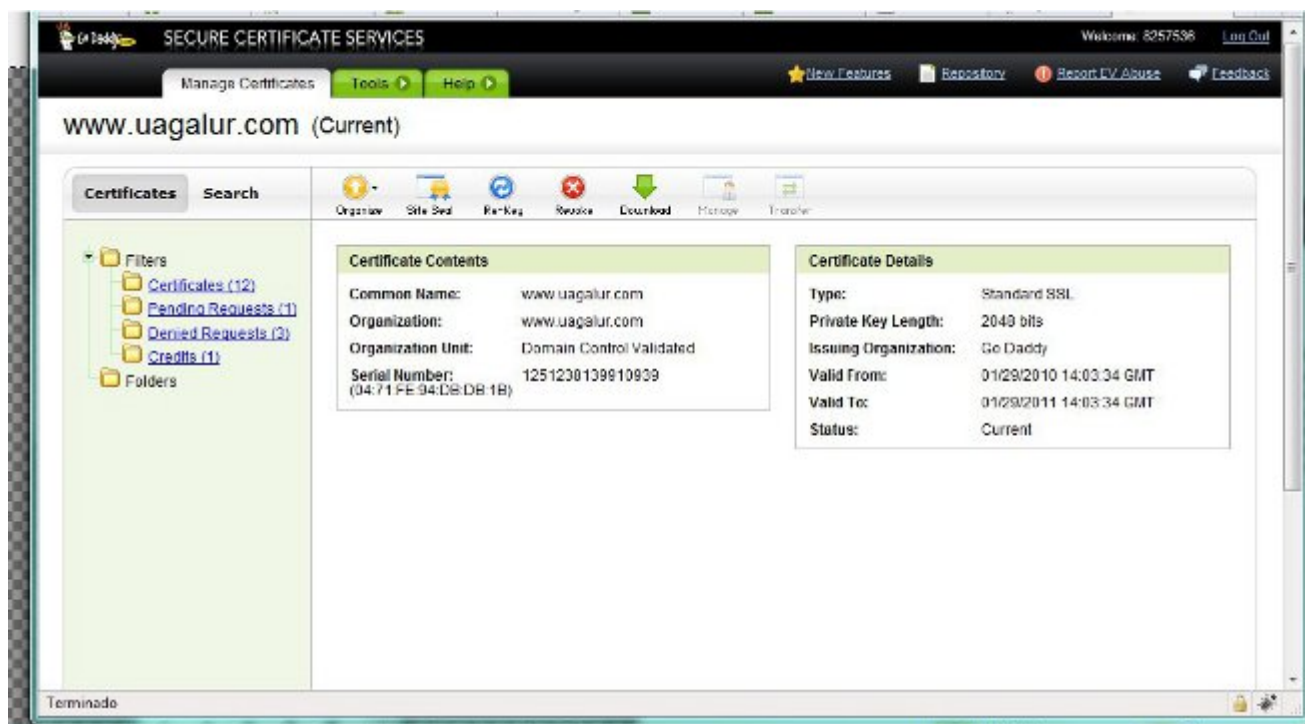 Go Daddy SECURE CERTIFICATE SERVICES Welcome: 8257536 Log Out
Manage Certificates Tools Help New Features Repository Report EV Abuse Feedback
www.uagalur.com (Current)
Certificates Search
Organize Site Seal Re-Key Revoke Download Manage Transfer
Filters
Certificates (12)
Pending Requests (1)
Denied Requests (3)
Credits (1)
Folders
Certificate Contents
Common Name: www.uagalur.com
Organization: www.uagalur.com
Organization Unit: Domain Control Validated
Serial Number: 1251238139910939
(04:71:FE:94:DB:DB:1B)
Certificate Details
Type: Standard SSL
Private Key Length: 2048 bits
Issuing Organization: Go Daddy
Valid From: 01/29/2010 14:03:34 GMT
Valid To: 01/29/2011 14:03:34 GMT
Status: Current
Terminado